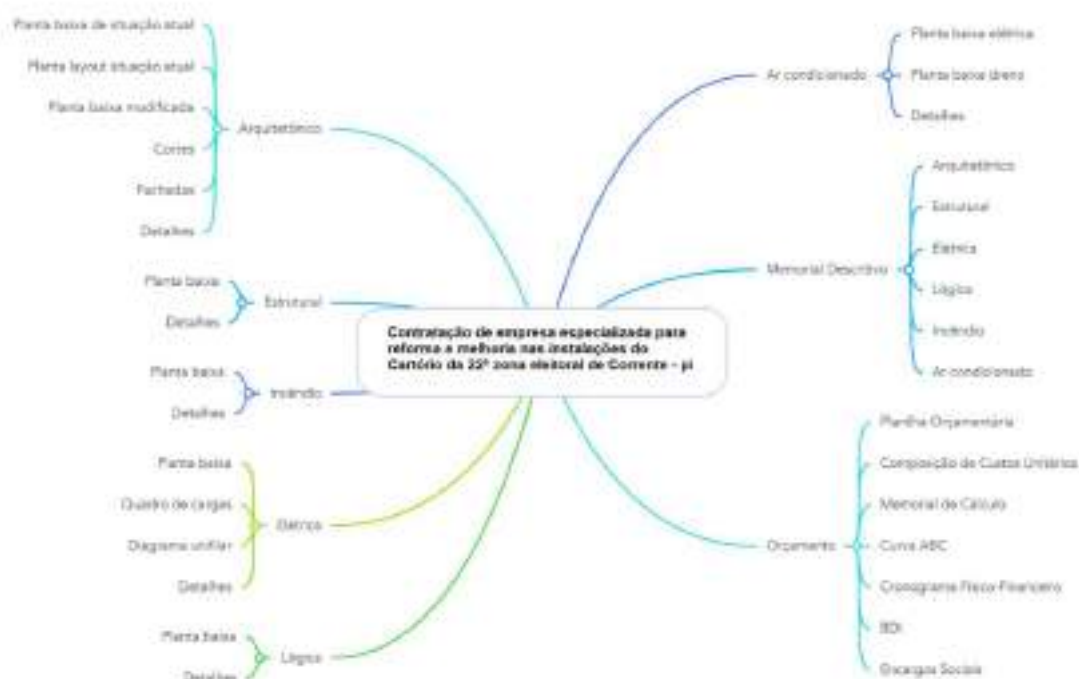 Planta baixa de situação atual
Planta layout situação atual
Planta baixa modificada
Cortes
Fachadas
Detalhes
Arquitetônico
Planta baixa
Detalhes
Estrutural
Planta baixa
Detalhes
Incêndio
Planta baixa
Quadro de cargas
Diagrama unifilar
Detalhes
Elétrica
Planta baixa
Detalhes
Lógica
Contratação de empresa especializada para
reforma e melhoria nas instalações do
Cartório da 22ª zona eleitoral de Corrente - pi
Ar condicionado
Planta baixa elétrica
Planta baixa dreno
Detalhes
Memorial Descritivo
Arquitetônico
Estrutural
Elétrica
Lógica
Incêndio
Ar condicionado
Orçamento
Planilha Orçamentária
Composição de Custos Unitários
Memorial de Cálculo
Curva ABC
Cronograma Físico-Financeiro
BDI
Encargos Sociais